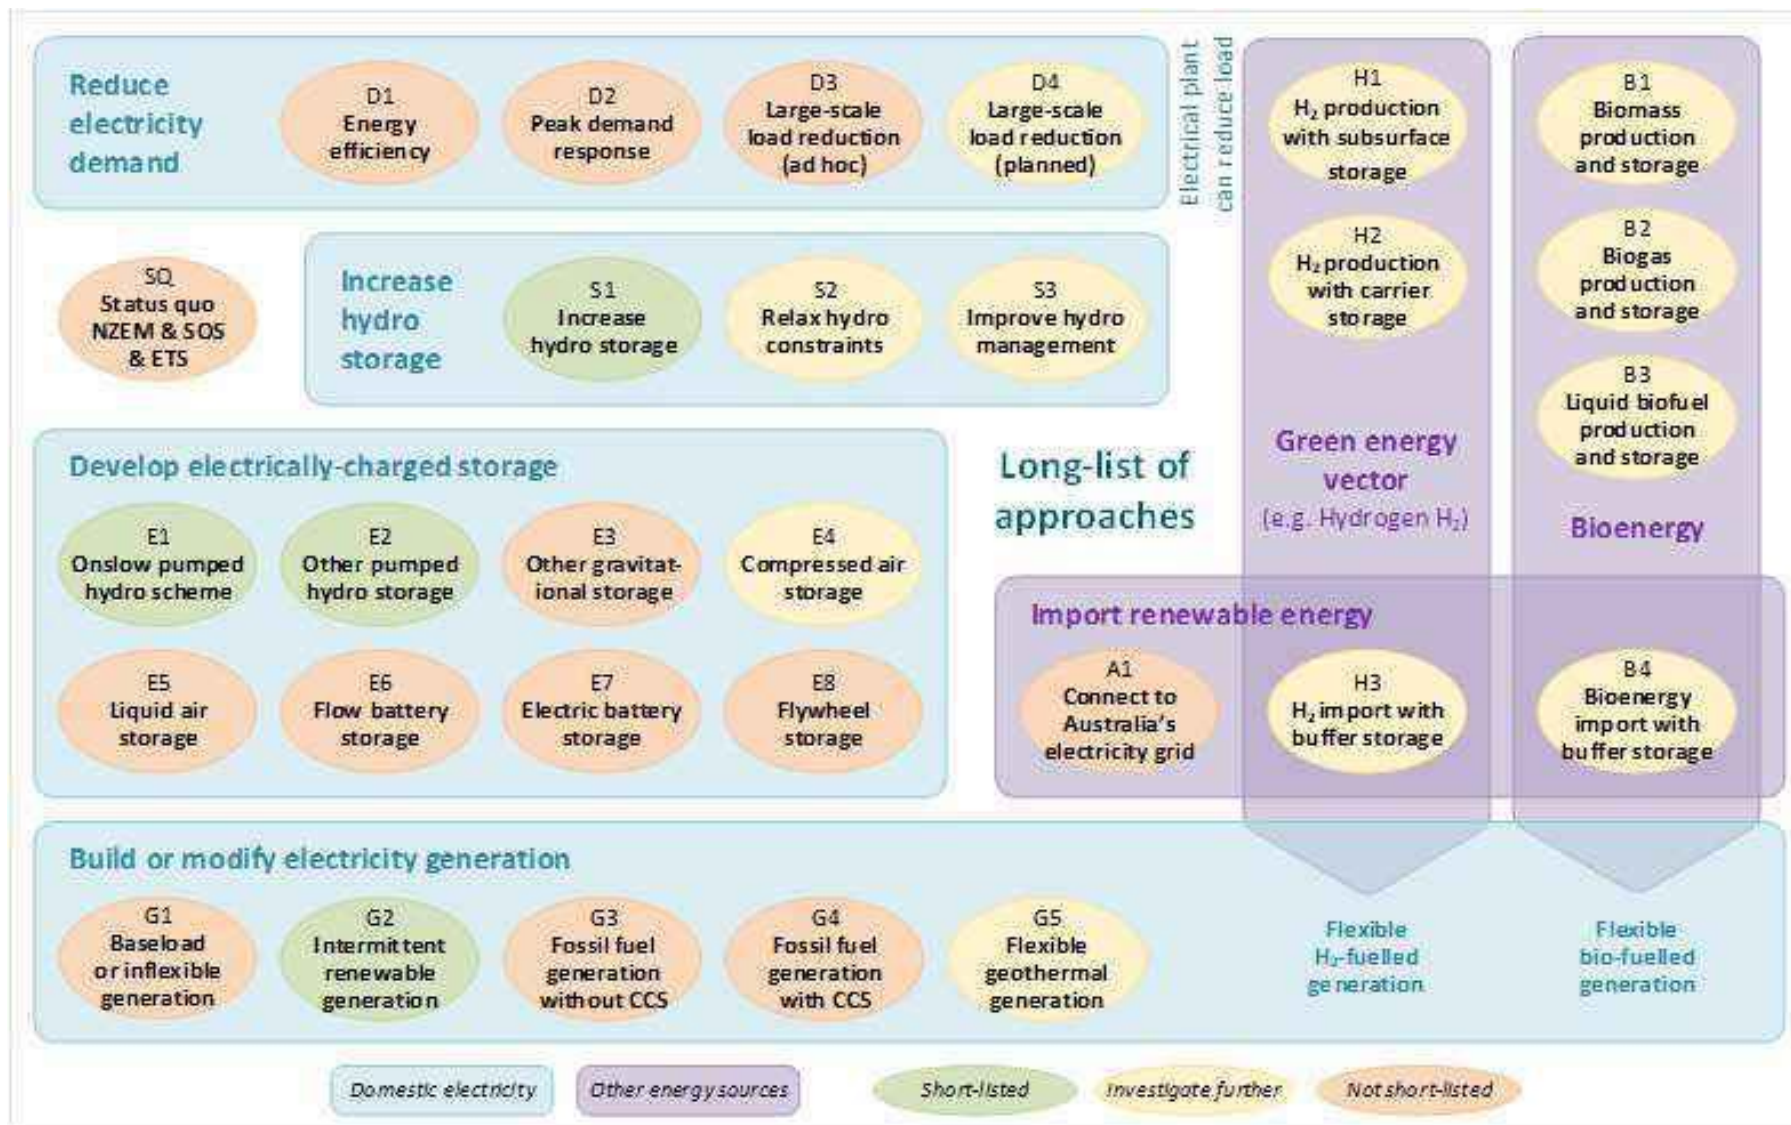 Reduce
electricity
demand
D1
Energy
efficiency
D2
Peak demand
response
D3
Large-scale
load reduction
(ad hoc)
D4
Large-scale
load reduction
(planned)
Electrical plant
can reduce load
H1
H₂ production
with subsurface
storage
B1
Biomass
production
and storage
SQ
Status quo
NZEM & SOS
& ETS
Increase
hydro
storage
S1
Increase
hydro storage
S2
Relax hydro
constraints
S3
Improve hydro
management
H2
H₂ production
with carrier
storage
B2
Biogas
production
and storage
B3
Liquid biofuel
production
and storage
Develop electrically-charged storage
E1
Onslow pumped
hydro scheme
E2
Other pumped
hydro storage
E3
Other gravitat-
ional storage
E4
Compressed air
storage
E5
Liquid air
storage
E6
Flow battery
storage
E7
Electric battery
storage
E8
Flywheel
storage
Long-list of
approaches
Green energy
vector
(e.g. Hydrogen H₂)
Bioenergy
Import renewable energy
A1
Connect to
Australia's
electricity grid
H3
H₂ import with
buffer storage
B4
Bioenergy
import with
buffer storage
Build or modify electricity generation
G1
Baseload
or inflexible
generation
G2
Intermittent
renewable
generation
G3
Fossil fuel
generation
without CCS
G4
Fossil fuel
generation
with CCS
G5
Flexible
geothermal
generation
Flexible
H₂-fuelled
generation
Flexible
bio-fuelled
generation
Domestic electricity
Other energy sources
Short-listed
Investigate further
Not short-listed